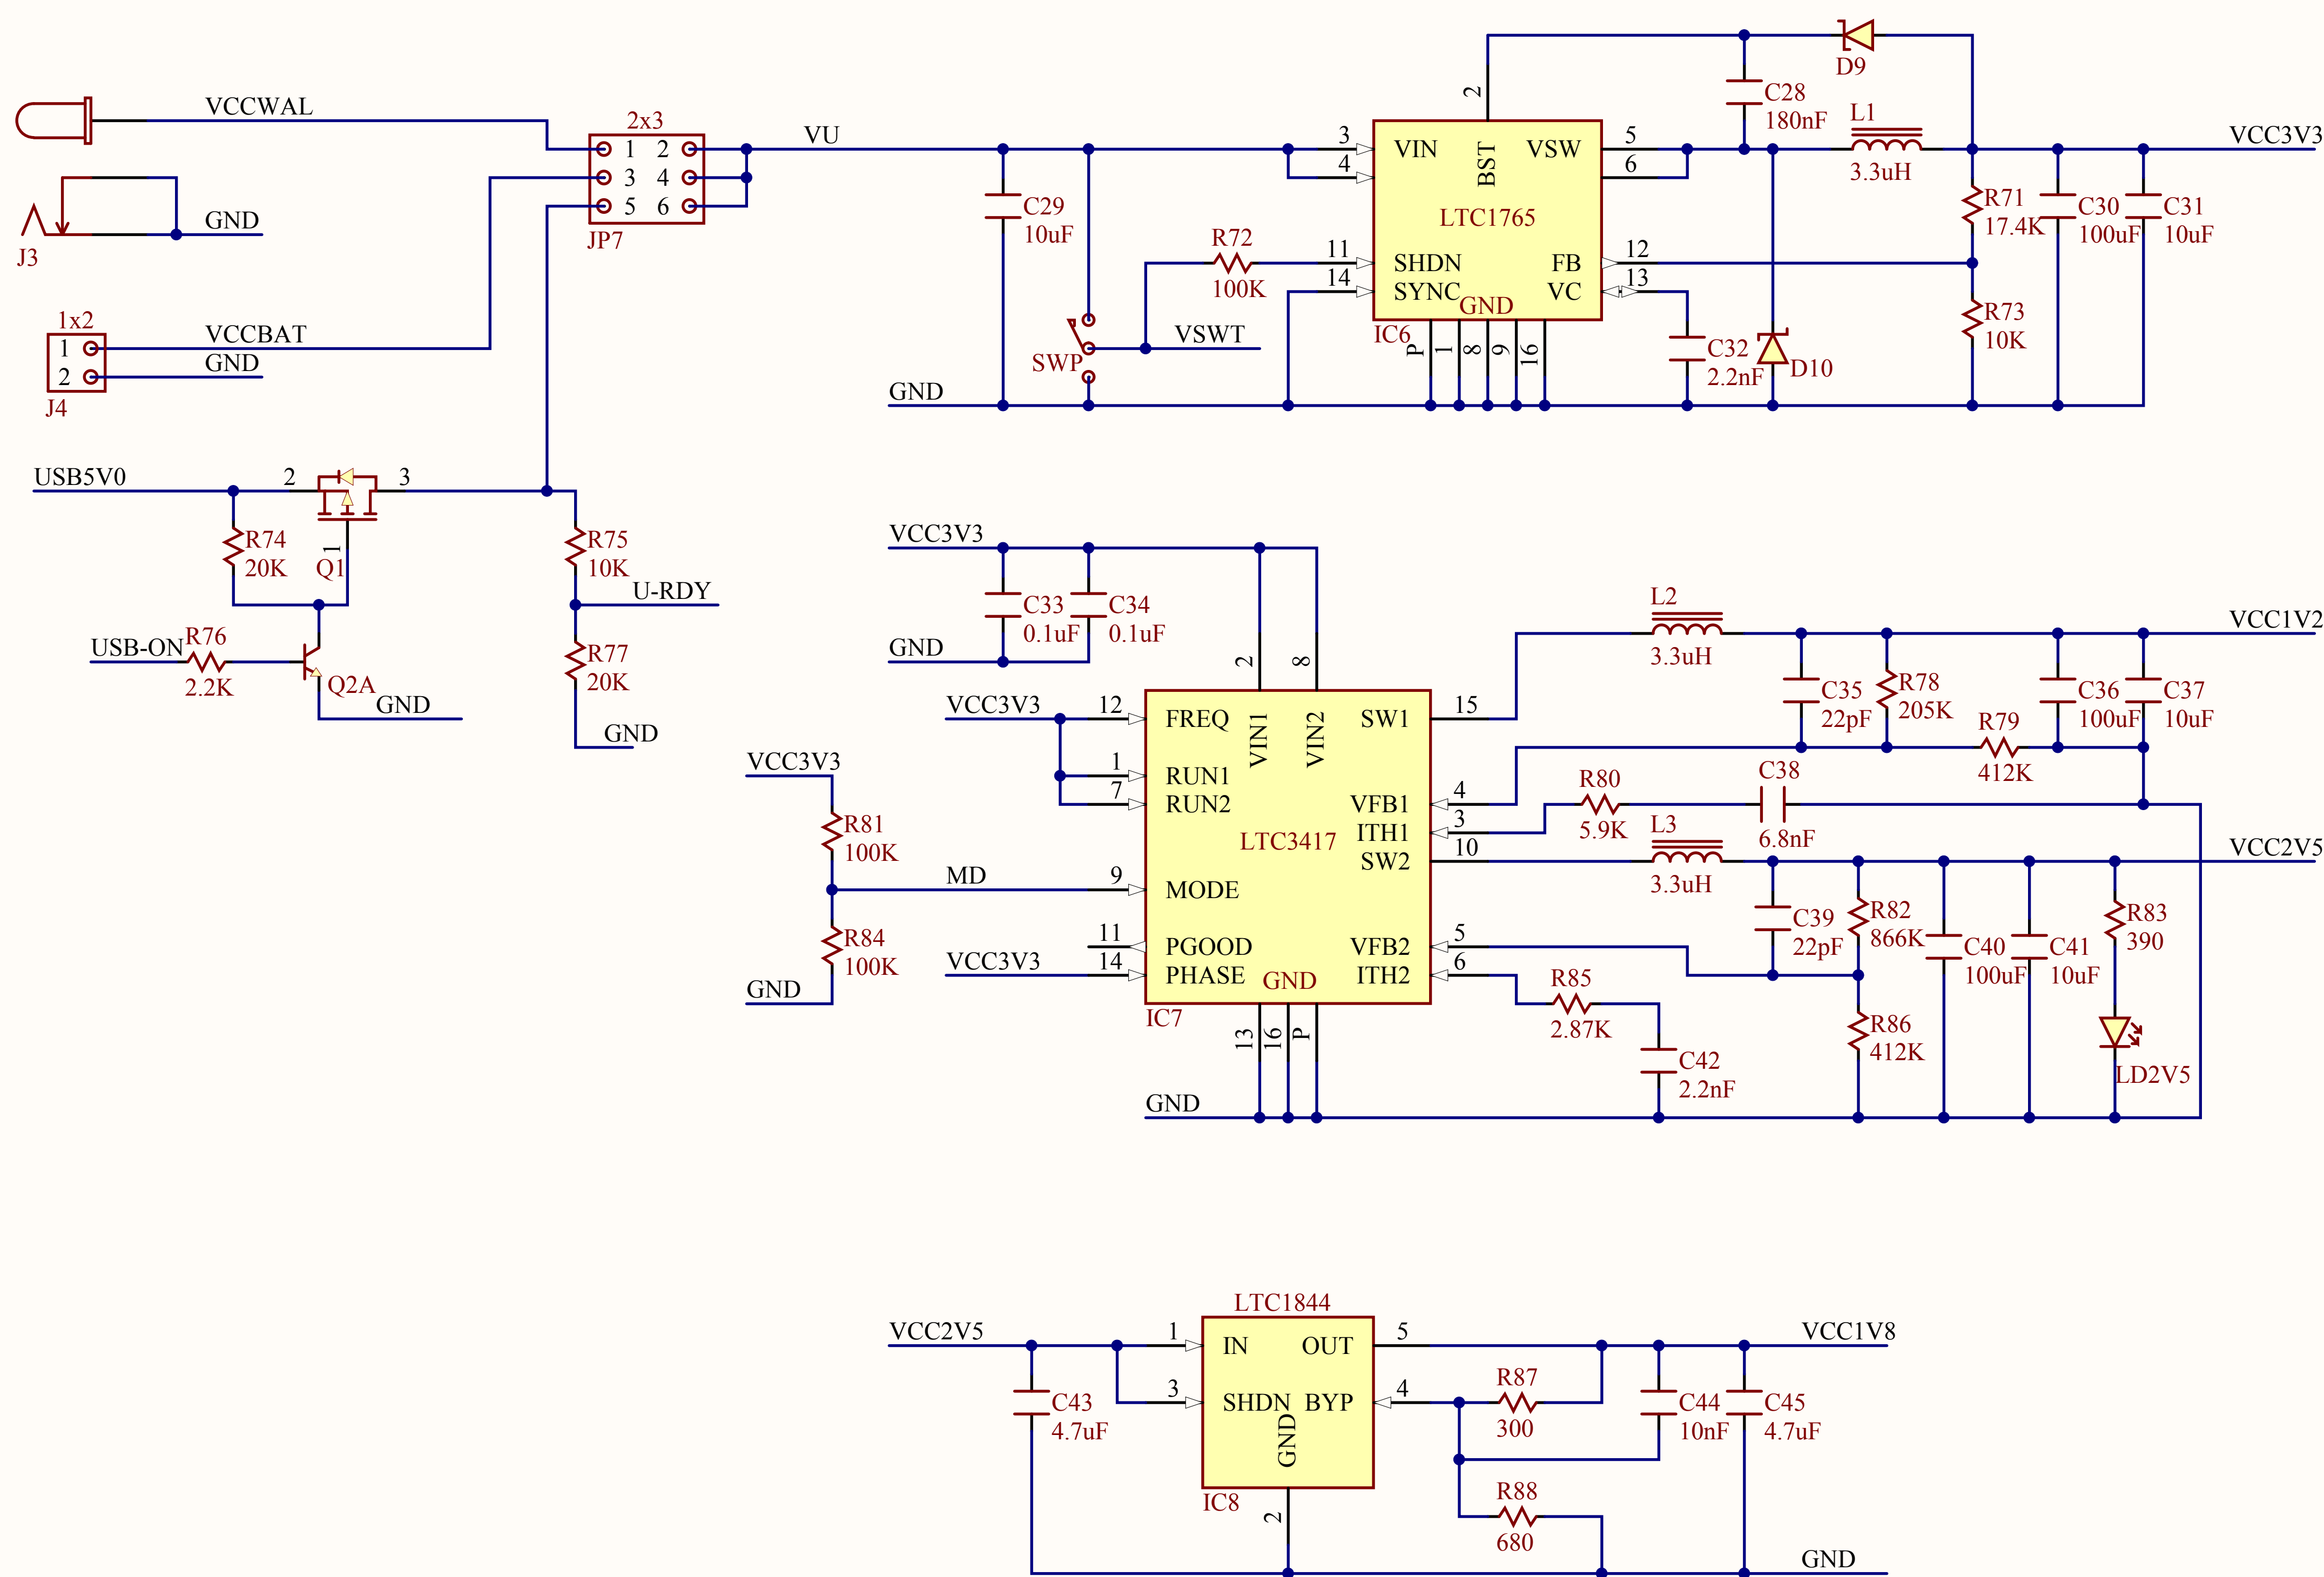 VCCWAL
GND
J3
1x2
1
2
VCCBAT
GND
J4
2x3
1 2
3 4
5 6
JP7
VU
C29
10uF
SWP
VSWT
R72
100K
GND
3
4
11
14
2
VIN
BST
VSW
LTC1765
SHDN
FB
SYNC
VC
GND
IC6
P
1
8
9
16
5
6
12
13
C28
180nF
D9
L1
3.3uH
VCC3V3
R71
17.4K
C30
100uF
C31
10uF
R73
10K
C32
2.2nF
D10
USB5V0
2
3
1
Q1
R74
20K
USB-ON
R76
2.2K
Q2A
GND
R75
10K
U-RDY
R77
20K
GND
VCC3V3
C33
0.1uF
C34
0.1uF
GND
VCC3V3
VCC3V3
R81
100K
MD
R84
100K
GND
VCC3V3
2
8
12
1
7
9
11
14
FREQ
VIN1
VIN2
SW1
RUN1
RUN2
VFB1
ITH1
LTC3417
SW2
MODE
PGOOD
VFB2
PHASE
GND
ITH2
IC7
13
16
P
15
4
3
10
5
6
L2
3.3uH
VCC1V2
C35
22pF
R78
205K
R79
412K
C36
100uF
C37
10uF
R80
5.9K
C38
6.8nF
L3
3.3uH
VCC2V5
C39
22pF
R82
866K
C40
100uF
C41
10uF
R83
390
R85
2.87K
R86
412K
C42
2.2nF
LD2V5
GND
LTC1844
VCC2V5
1
3
IN
OUT
SHDN
BYP
GND
IC8
2
5
4
C43
4.7uF
R87
300
R88
680
C44
10nF
C45
4.7uF
VCC1V8
GND